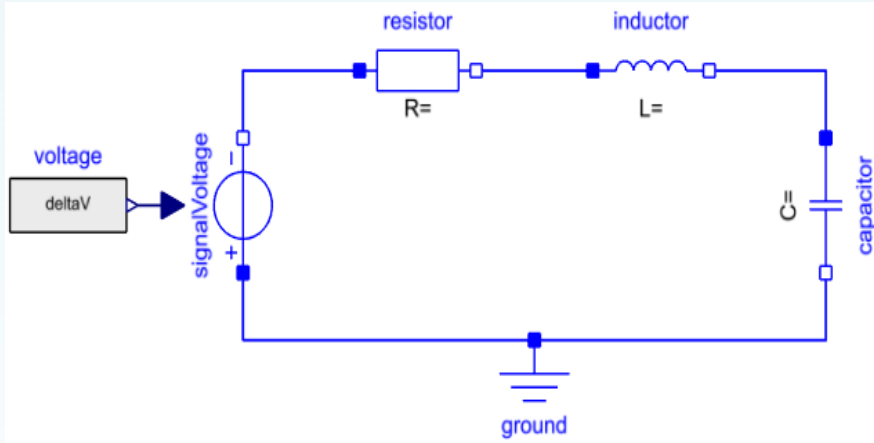 resistor
inductor
R=
L=
voltage
deltaV
signalVoltage
−
+
C=
capacitor
ground